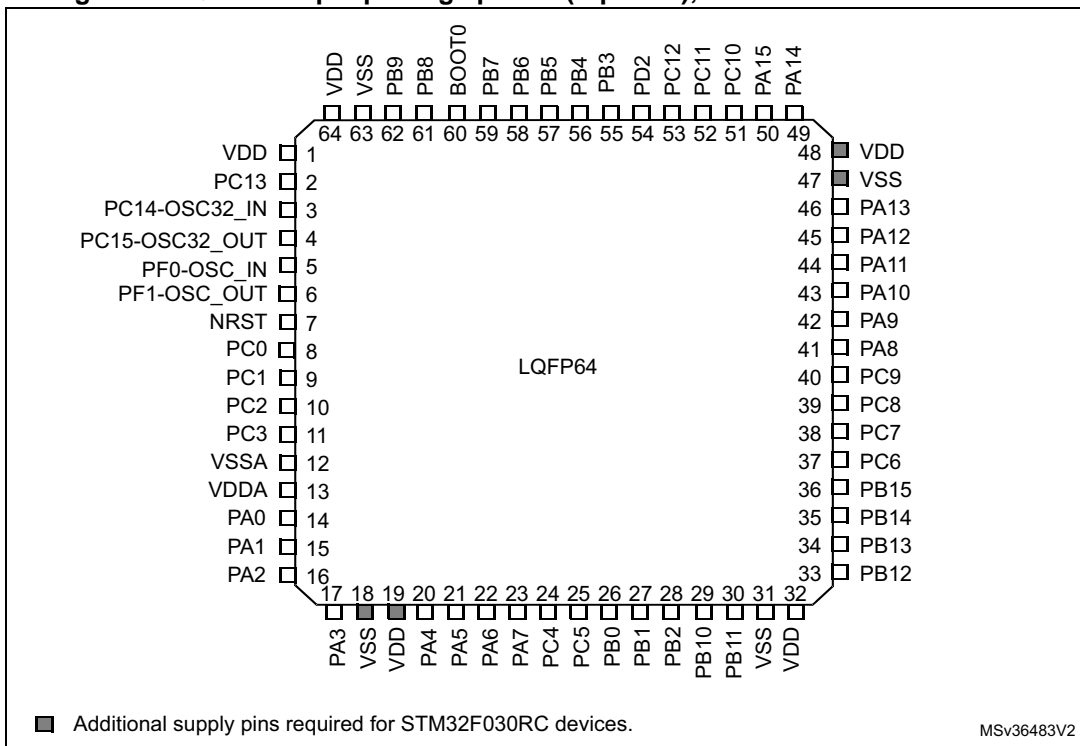 VDD
VSS
PB9
PB8
BOOT0
PB7
PB6
PB5
PB4
PB3
PD2
PC12
PC11
PC10
PA15
PA14
64 63 62 61 60 59 58 57 56 55 54 53 52 51 50 49
VDD 1
PC13 2
PC14-OSC32_IN 3
PC15-OSC32_OUT 4
PF0-OSC_IN 5
PF1-OSC_OUT 6
NRST 7
PC0 8
PC1 9
PC2 10
PC3 11
VSSA 12
VDDA 13
PA0 14
PA1 15
PA2 16
LQFP64
48 VDD
47 VSS
46 PA13
45 PA12
44 PA11
43 PA10
42 PA9
41 PA8
40 PC9
39 PC8
38 PC7
37 PC6
36 PB15
35 PB14
34 PB13
33 PB12
17 18 19 20 21 22 23 24 25 26 27 28 29 30 31 32
PA3
VSS
VDD
PA4
PA5
PA6
PA7
PC4
PC5
PB0
PB1
PB2
PB10
PB11
VSS
VDD
Additional supply pins required for STM32F030RC devices.
MSv36483V2